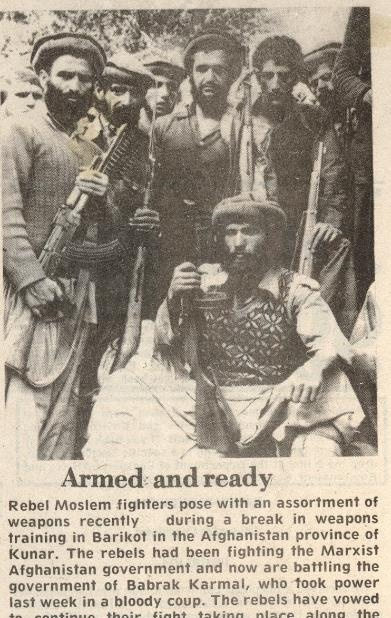 Armed and ready
Rebel Moslem fighters pose with an assortment of
weapons recently during a break in weapons
training in Barikot in the Afghanistan province of
Kunar. The rebels had been fighting the Marxist
Afghanistan government and now are battling the
government of Babrak Karmal, who took power
last week in a bloody coup. The rebels have vowed
to continue their fight taking place along the